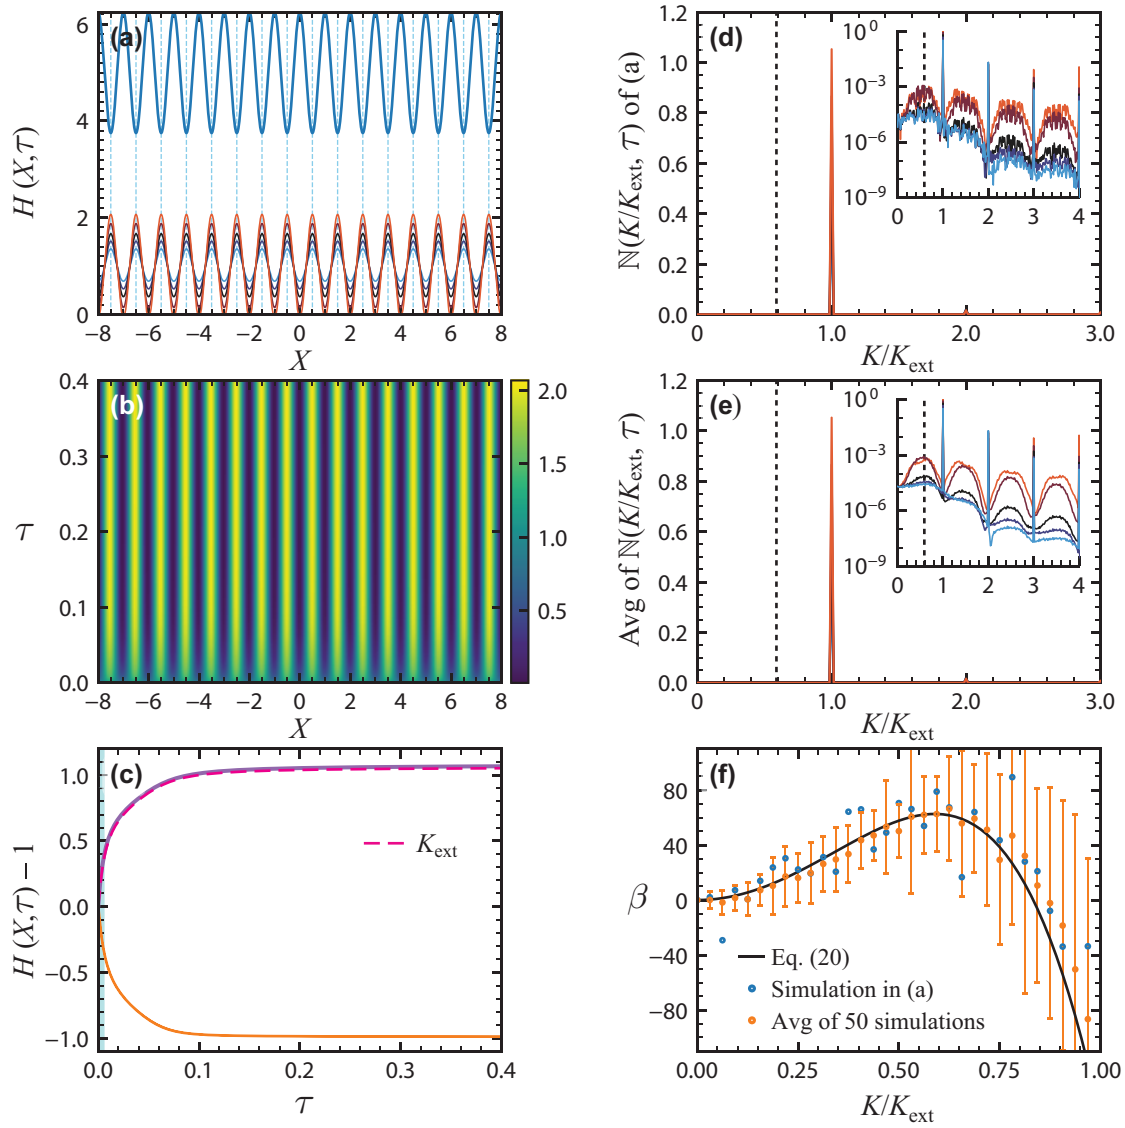 (a)
H (X,τ)
6
4
2
0
−8 −6 −4 −2 0 2 4 6 8
X
(b)
τ
0.4
0.3
0.2
0.1
0.0
−8 −6 −4 −2 0 2 4 6 8
X
2.0
1.5
1.0
0.5
(c)
H (X,τ) − 1
1.0
0.5
0.0
−0.5
−1.0
K_ext
0.0 0.1 0.2 0.3 0.4
τ
(d)
ℕ(K/K_ext, τ) of (a)
1.2
1.0
0.8
0.6
0.4
0.2
0.0
0 1.0 2.0 3.0
K/K_ext
10^0
10^−3
10^−6
10^−9
0 1 2 3 4
(e)
Avg of ℕ(K/K_ext, τ)
1.2
1.0
0.8
0.6
0.4
0.2
0.0
0 1.0 2.0 3.0
K/K_ext
10^0
10^−3
10^−6
10^−9
0 1 2 3 4
(f)
β
80
40
0
−40
−80
Eq. (20)
Simulation in (a)
Avg of 50 simulations
0.00 0.25 0.50 0.75 1.00
K/K_ext